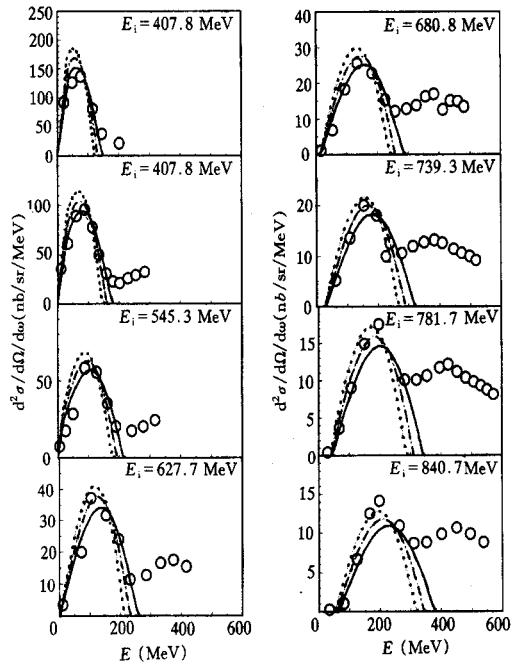 E_i=407.8 MeV
250
200
150
100
50
0
E_i=407.8 MeV
100
50
0
E_i=545.3 MeV
50
0
E_i=627.7 MeV
40
30
20
10
0
0 200 400 600
E (MeV)
d²σ/dΩ/dω(nb/sr/MeV)
E_i=680.8 MeV
40
30
20
10
0
E_i=739.3 MeV
30
20
10
0
E_i=781.7 MeV
15
10
5
0
E_i=840.7MeV
15
10
5
0
0 200 400 600
E (MeV)
d²σ/dΩ/dω(nb/sr/MeV)